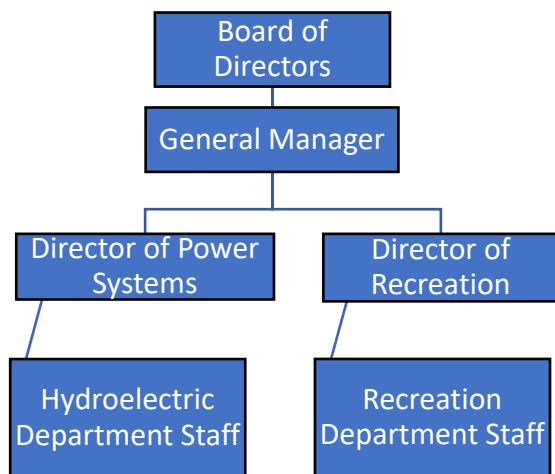 Board of
Directors
General Manager
Director of Power
Systems
Director of
Recreation
Hydroelectric
Department Staff
Recreation
Department Staff